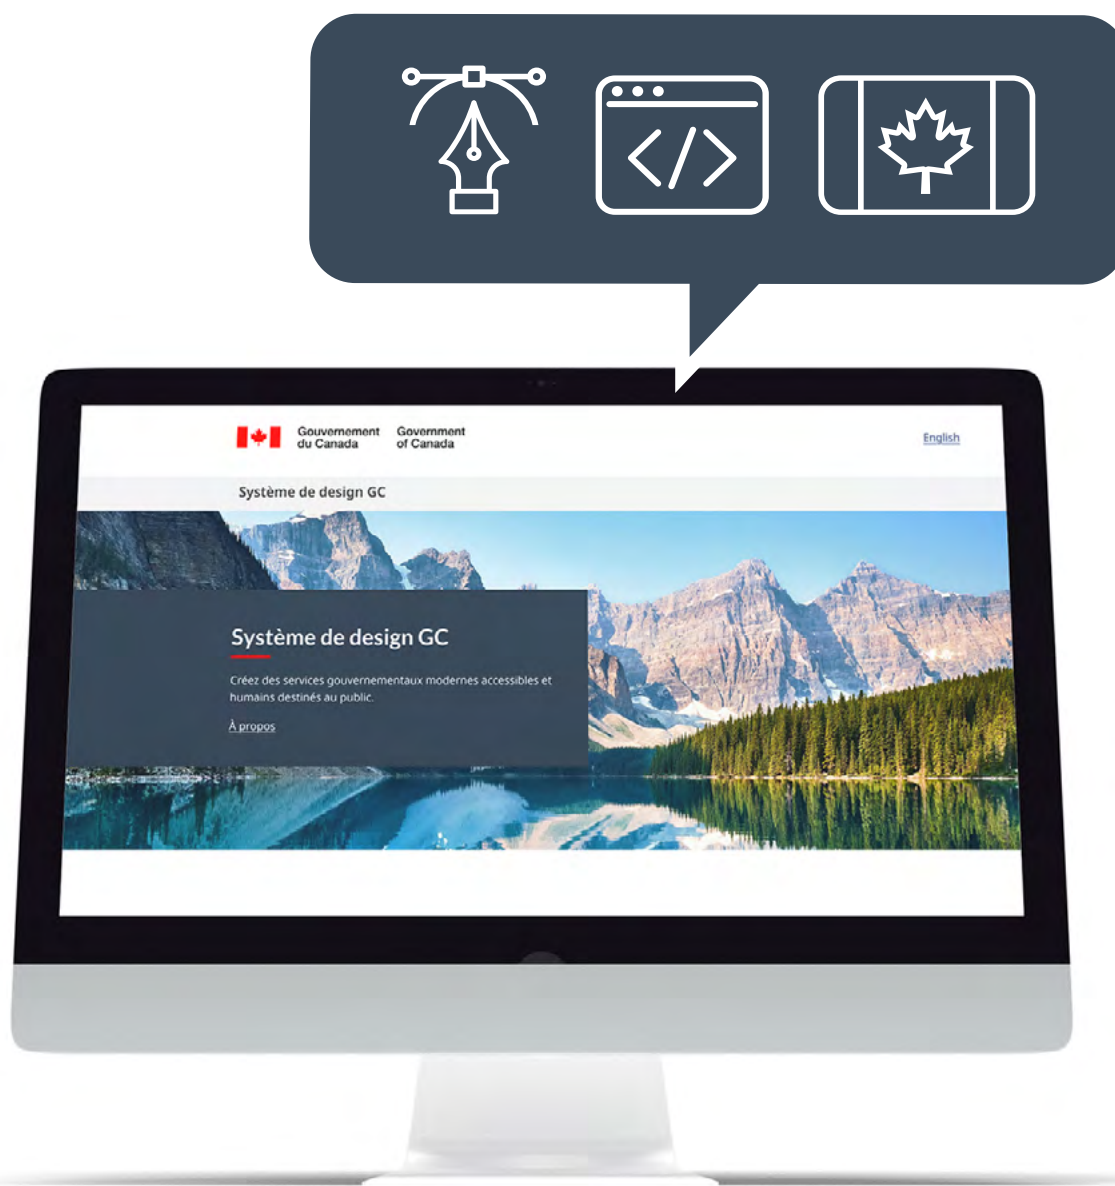 Gouvernement
du Canada
Government
of Canada
English
Système de design GC
Système de design GC
Créez des services gouvernementaux modernes accessibles et
humains destinés au public.
À propos